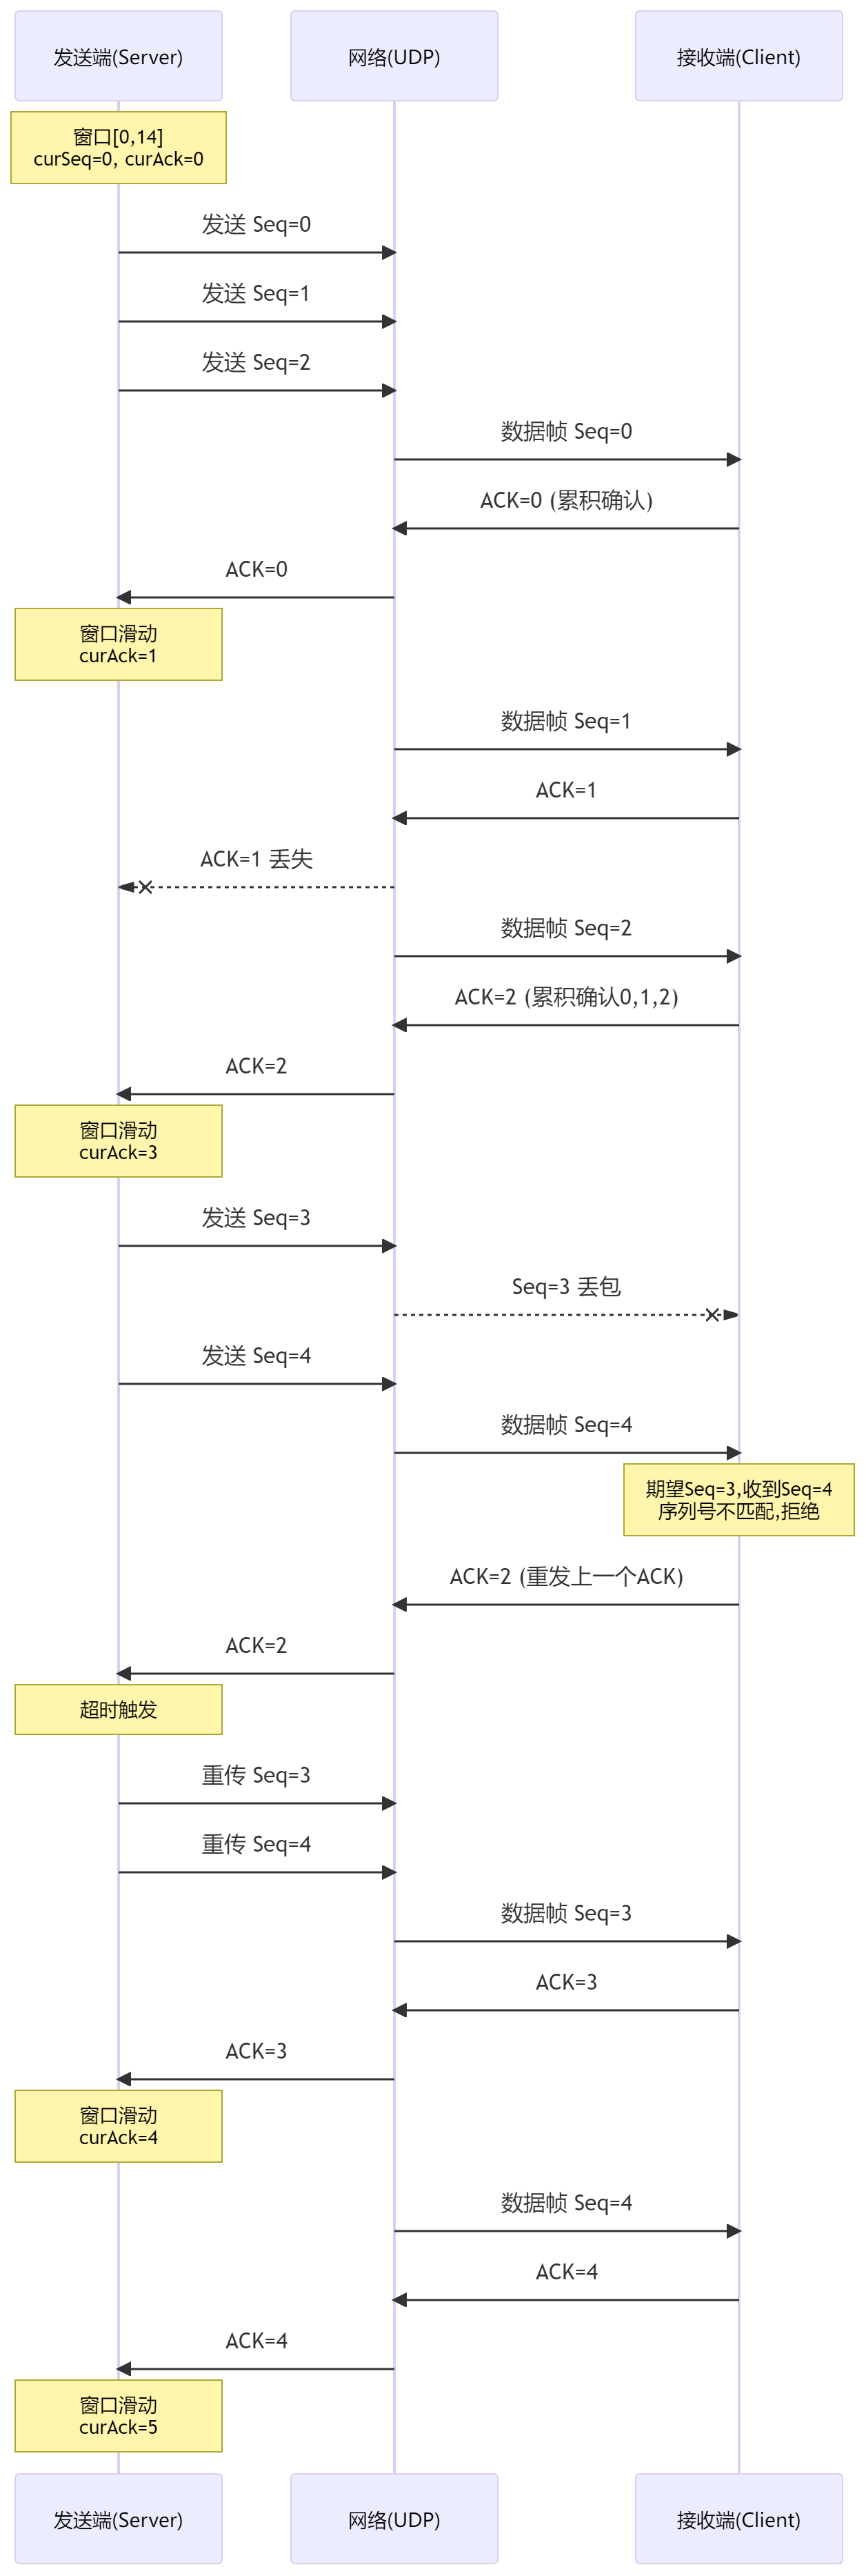 发送端(Server)
网络(UDP)
接收端(Client)
窗口[0,14]
curSeq=0, curAck=0
发送 Seq=0
发送 Seq=1
发送 Seq=2
数据帧 Seq=0
ACK=0 (累积确认)
ACK=0
窗口滑动
curAck=1
数据帧 Seq=1
ACK=1
ACK=1 丢失
数据帧 Seq=2
ACK=2 (累积确认0,1,2)
ACK=2
窗口滑动
curAck=3
发送 Seq=3
Seq=3 丢包
发送 Seq=4
数据帧 Seq=4
期望Seq=3,收到Seq=4
序列号不匹配,拒绝
ACK=2 (重发上一个ACK)
ACK=2
超时触发
重传 Seq=3
重传 Seq=4
数据帧 Seq=3
ACK=3
ACK=3
窗口滑动
curAck=4
数据帧 Seq=4
ACK=4
ACK=4
窗口滑动
curAck=5
发送端(Server)
网络(UDP)
接收端(Client)